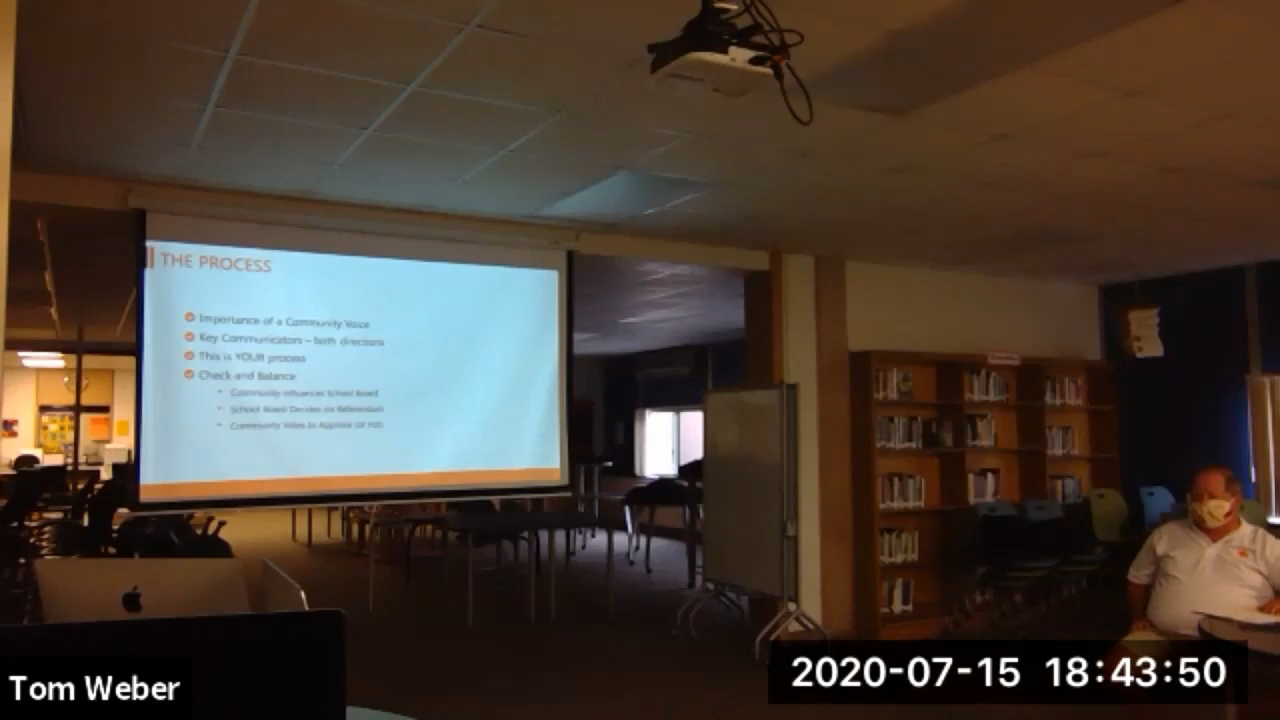 THE PROCESS
Importance of a Community Voice
Key Communicators – both directions
This is YOUR process
Check and Balance
Community Influences School Board
School Board Decides on Referendum
Community Votes to Approve (or not)
Tom Weber
2020-07-15 18:43:50